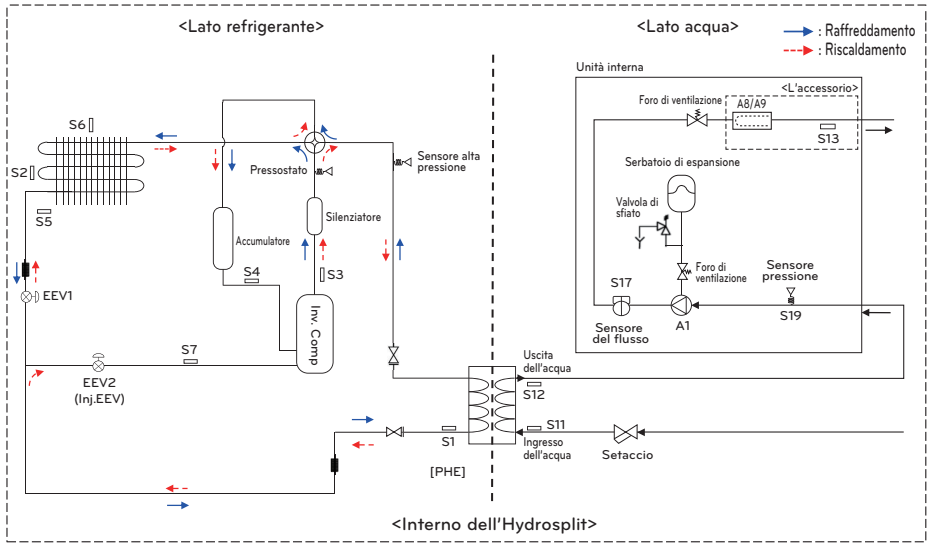 <Lato refrigerante>
<Lato acqua>
: Raffreddamento
: Riscaldamento
Unità interna
<L'accessorio>
Foro di ventilazione
A8/A9
S13
S6
S2
S5
Pressostato
Sensore alta
pressione
Serbatoio di espansione
Valvola di
sfiato
Silenziatore
Accumulatore
S4
S3
Foro di
ventilazione
Sensore
pressione
S17
EEV1
Inv. Comp
Sensore
del flusso
A1
S19
S7
EEV2
(Inj.EEV)
Uscita
dell'acqua
S12
S1
S11
Ingresso
dell'acqua
Setaccio
[PHE]
<Interno dell'Hydrosplit>